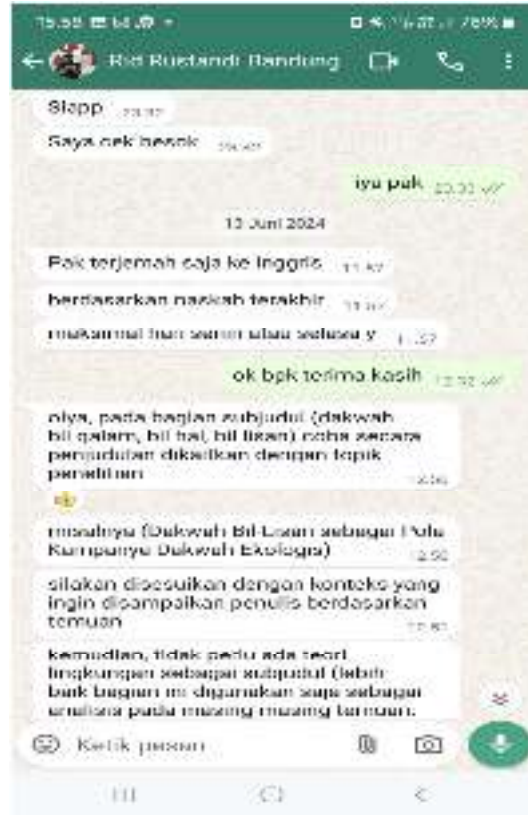 15.59
76%
Rid Rustandi Bandung
Siapp
Saya cek besok
iya pak
13 Juni 2024
Pak terjemah saja ke Inggris
berdasarkan naskah terakhir
maksimal hari senin atau selasa y
ok bpk terima kasih
oiya, pada bagian subjudul (dakwah
bil qalam, bil hal, bil lisan) coba secara
penjudulan dikaitkan dengan topik
penelitian
misalnya (Dakwah Bil-Lisan sebagai Pola
Kampanye Dakwah Ekologis)
silakan disesuikan dengan konteks yang
ingin disampaikan penulis berdasarkan
temuan
kemudian, tidak perlu ada teori
lingkungan sebagai subjudul (lebih
baik bagian ini digunakan saja sebagai
analisis pada masing masing temuan.
Ketik pesan